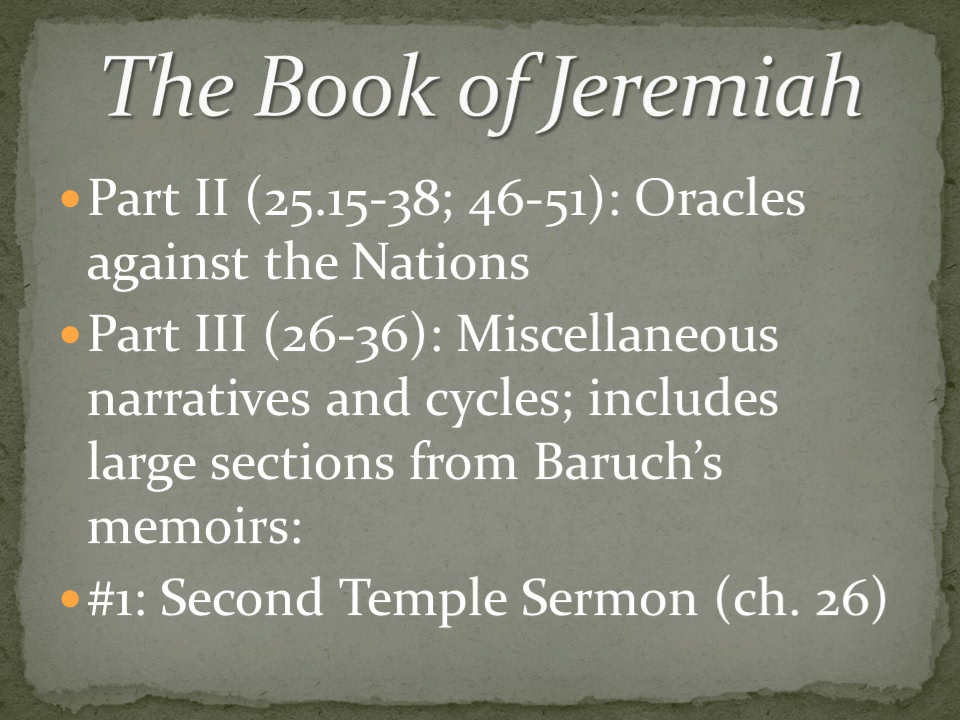 The Book of Jeremiah
Part II (25.15-38; 46-51): Oracles
against the Nations
Part III (26-36): Miscellaneous
narratives and cycles; includes
large sections from Baruch’s
memoirs:
#1: Second Temple Sermon (ch. 26)